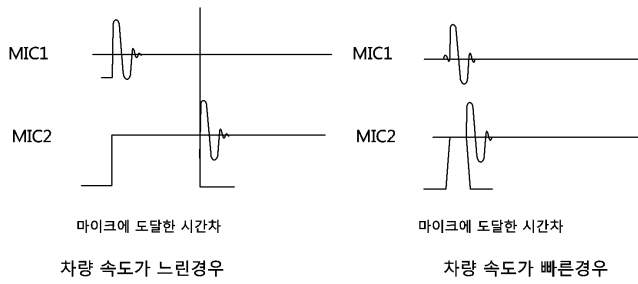 MIC1
MIC1
MIC2
MIC2
마이크에 도달한 시간차
마이크에 도달한 시간차
차량 속도가 느린경우
차량 속도가 빠른경우